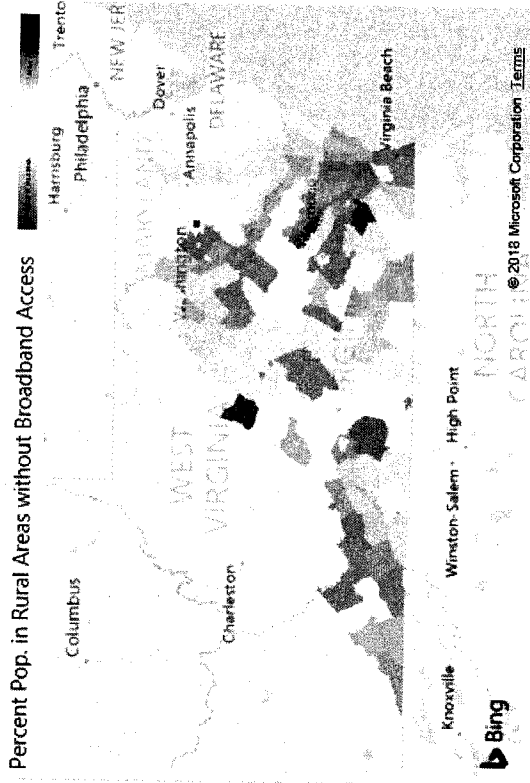 Percent Pop. in Rural Areas without Broadband Access
Columbus
Harrisburg
Trento
Philadelphia
NEW JER
Dover
Annapolis
DELAWARE
WEST
VIRGINIA
Charleston
Virginia Beach
Knoxville
Winston-Salem
High Point
NORTH
CAROLINA
Bing
© 2018 Microsoft Corporation Terms